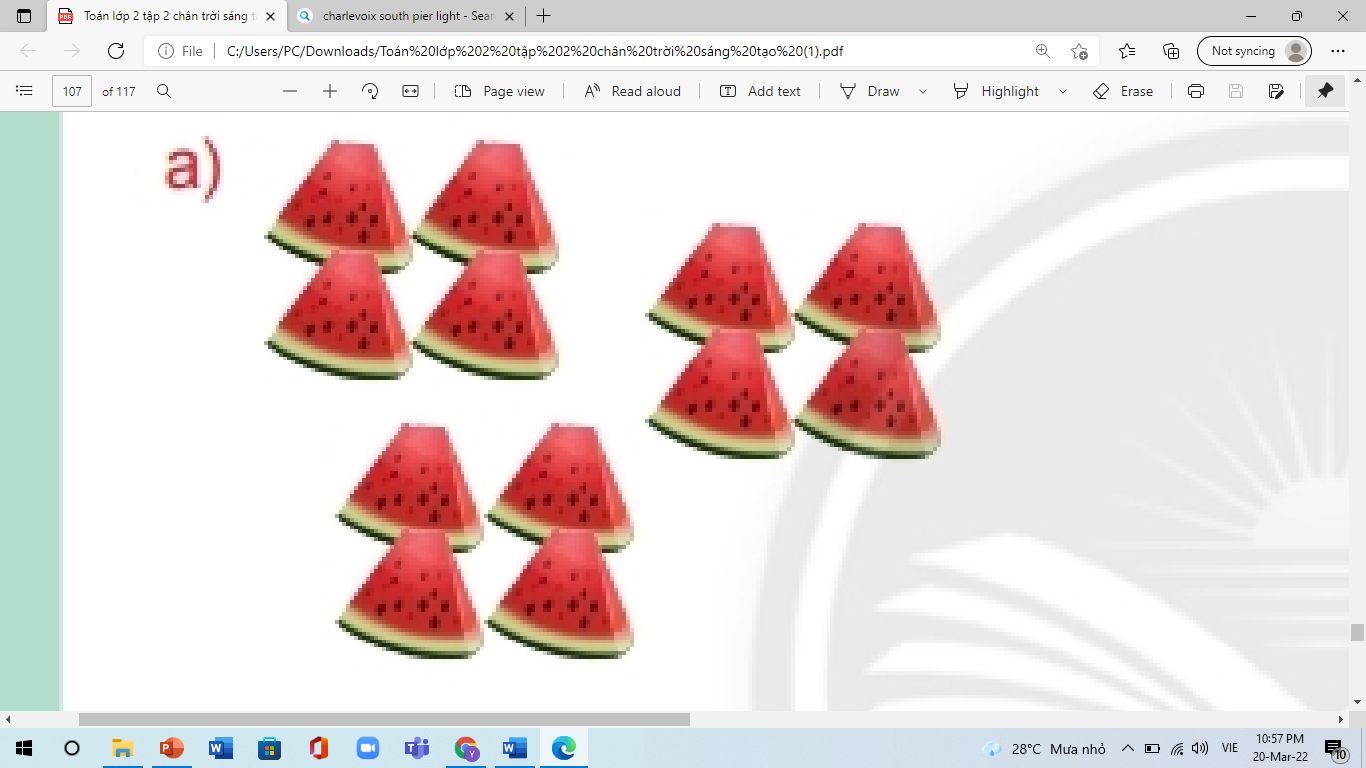 Toán lớp 2 tập 2 chân trời sáng t
charlevoix south pier light - Sear
File
C:/Users/PC/Downloads/Toán%20lớp%202%20tập%202%20chân%20trời%20sáng%20tạo%20(1).pdf
Not syncing
107 of 117
Page view
Read aloud
Add text
Draw
Highlight
Erase
a)
28°C Mưa nhỏ
VIE
10:57 PM
20-Mar-22
10